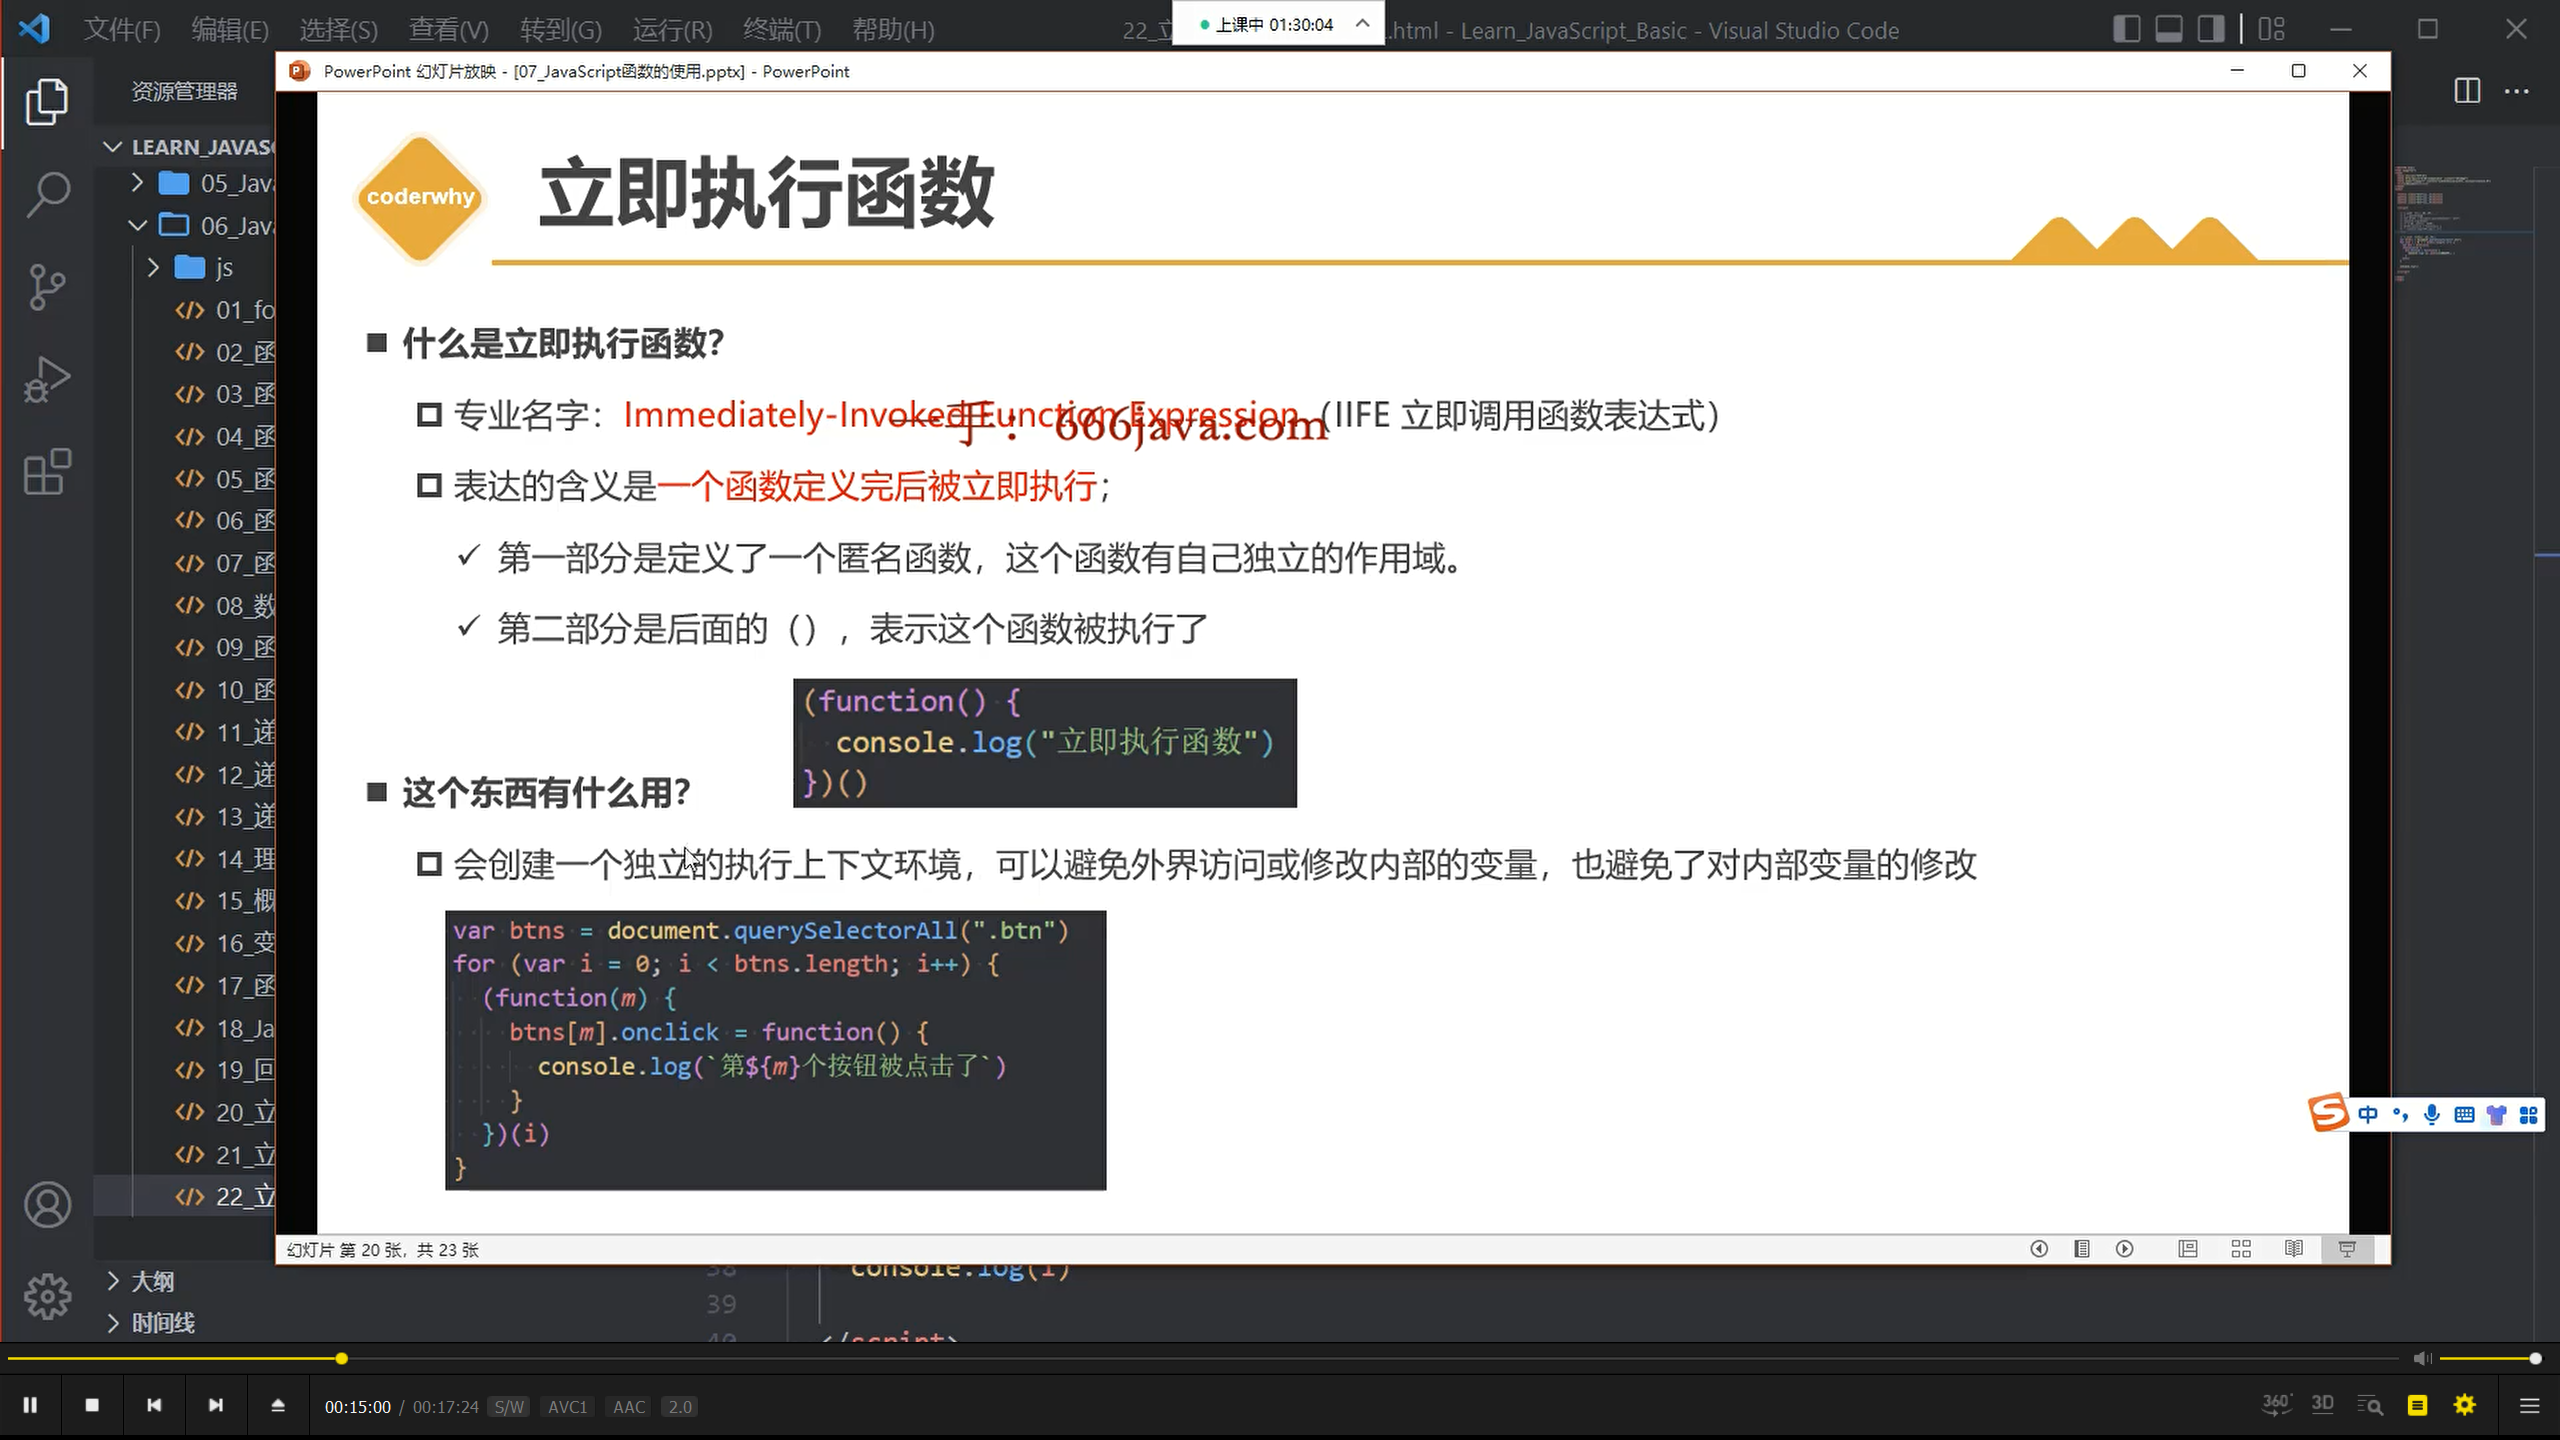 文件(F) 编辑(E) 选择(S) 查看(V) 转到(G) 运行(R) 终端(T) 帮助(H)
22_立
上课中 01:30:04
.html - Learn_JavaScript_Basic - Visual Studio Code
PowerPoint 幻灯片放映 - [07_JavaScript函数的使用.pptx] - PowerPoint
资源管理器
LEARN_JAVASC
05_Java
06_Java
js
01_fo
02_函
03_函
04_函
05_函
06_函
07_函
08_数
09_函
10_函
11_递
12_递
13_递
14_理
15_概
16_变
17_函
18_Ja
19_回
20_立
21_立
22_立
大纲
时间线
coderwhy
立即执行函数
什么是立即执行函数？
专业名字：Immediately-Invoked Function Expression（IIFE 立即调用函数表达式）
一手： 666java.com
表达的含义是一个函数定义完后被立即执行；
✓ 第一部分是定义了一个匿名函数，这个函数有自己独立的作用域。
✓ 第二部分是后面的（），表示这个函数被执行了
(function() {
console.log("立即执行函数")
})()
这个东西有什么用？
会创建一个独立的执行上下文环境，可以避免外界访问或修改内部的变量，也避免了对内部变量的修改
var btns = document.querySelectorAll(".btn")
for (var i = 0; i < btns.length; i++) {
(function(m) {
btns[m].onclick = function() {
console.log(`第${m}个按钮被点击了`)
}
})(i)
}
中
幻灯片 第 20 张，共 23 张
38 console.log(i)
39
40 </script>
00:15:00 / 00:17:24 S/W AVC1 AAC 2.0
360° 3D